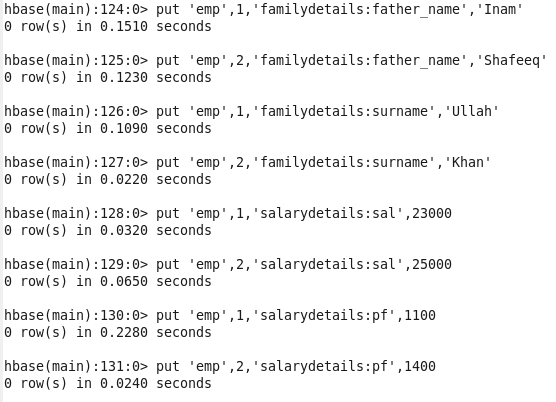 hbase(main):124:0> put 'emp',1,'familydetails:father_name','Inam'
0 row(s) in 0.1510 seconds
hbase(main):125:0> put 'emp',2,'familydetails:father_name','Shafeeq'
0 row(s) in 0.1230 seconds
hbase(main):126:0> put 'emp',1,'familydetails:surname','Ullah'
0 row(s) in 0.1090 seconds
hbase(main):127:0> put 'emp',2,'familydetails:surname','Khan'
0 row(s) in 0.0220 seconds
hbase(main):128:0> put 'emp',1,'salarydetails:sal',23000
0 row(s) in 0.0320 seconds
hbase(main):129:0> put 'emp',2,'salarydetails:sal',25000
0 row(s) in 0.0650 seconds
hbase(main):130:0> put 'emp',1,'salarydetails:pf',1100
0 row(s) in 0.2280 seconds
hbase(main):131:0> put 'emp',2,'salarydetails:pf',1400
0 row(s) in 0.0240 seconds